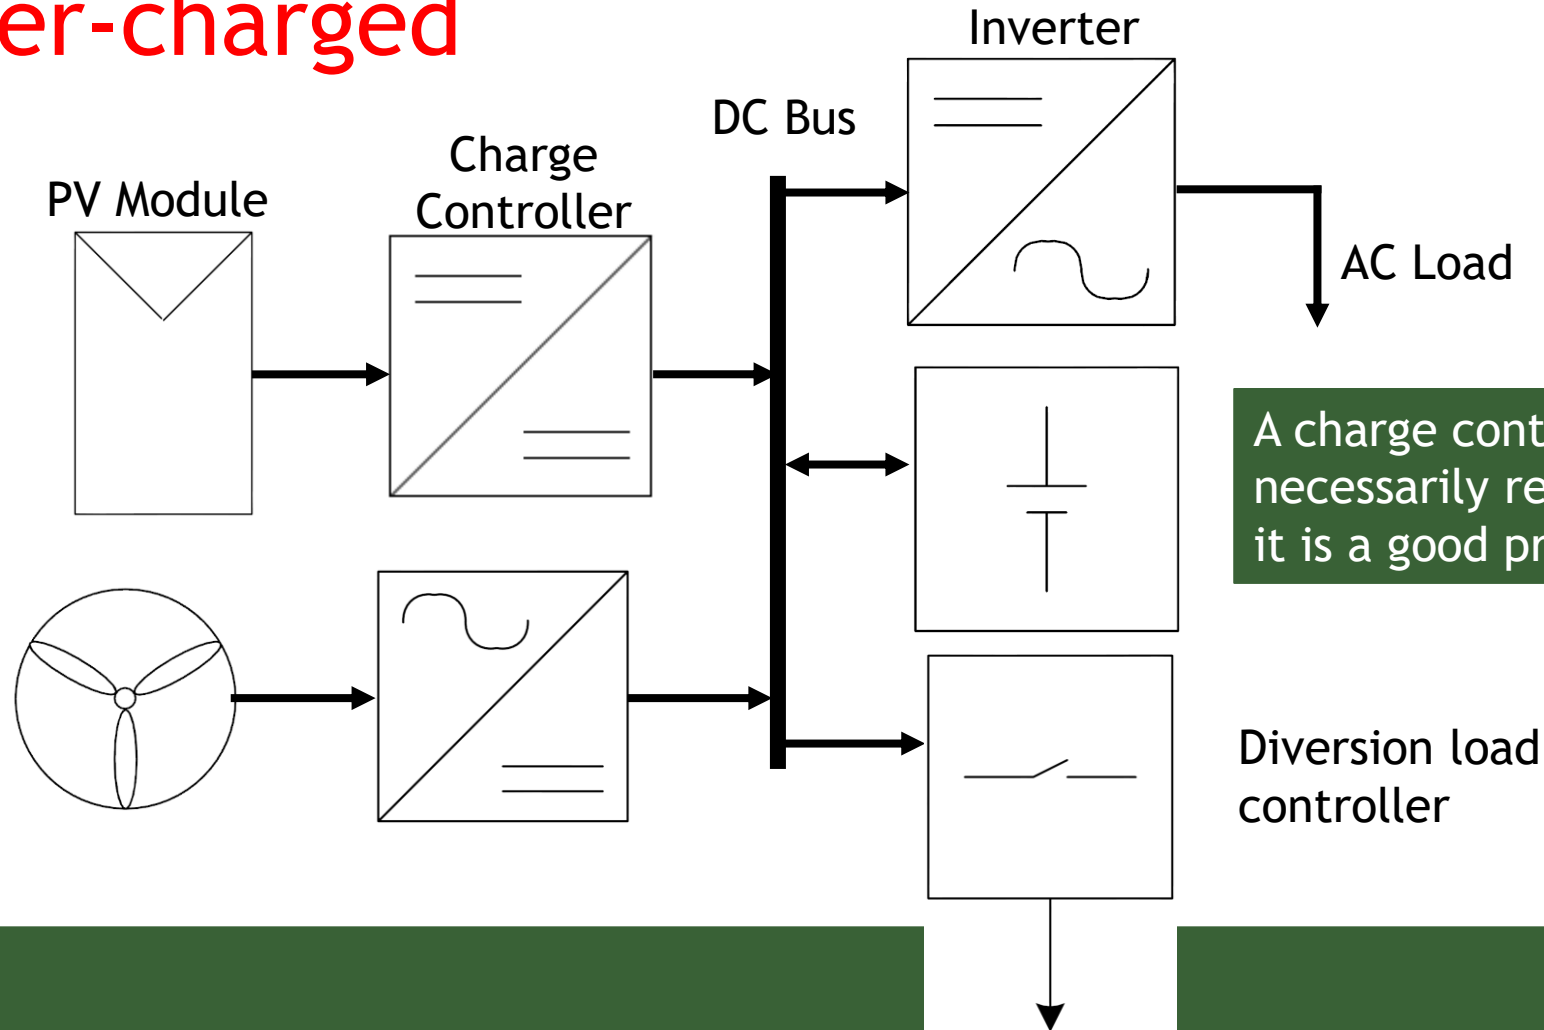 er-charged
Inverter
DC Bus
Charge
Controller
PV Module
AC Load
A charge cont
necessarily re
it is a good pr
Diversion load
controller